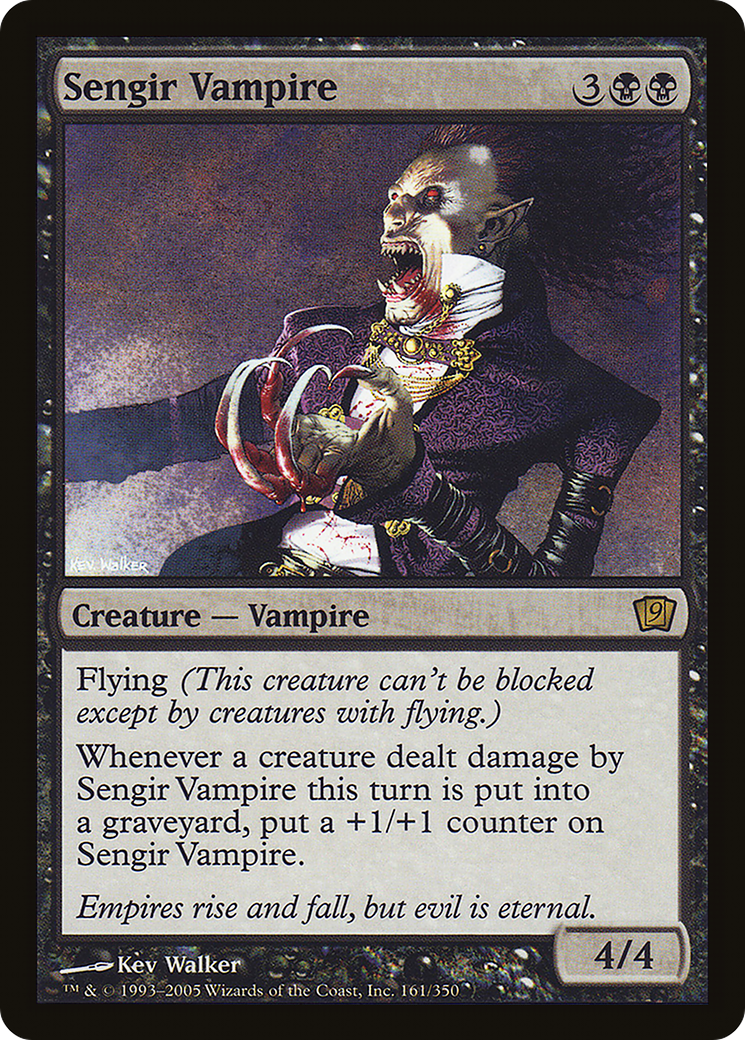 Sengir Vampire 3
Kev Walker
Creature — Vampire 9
Flying (This creature can't be blocked
except by creatures with flying.)
Whenever a creature dealt damage by
Sengir Vampire this turn is put into
a graveyard, put a +1/+1 counter on
Sengir Vampire.
Empires rise and fall, but evil is eternal.
4/4
Kev Walker
™ & © 1993–2005 Wizards of the Coast, Inc. 161/350